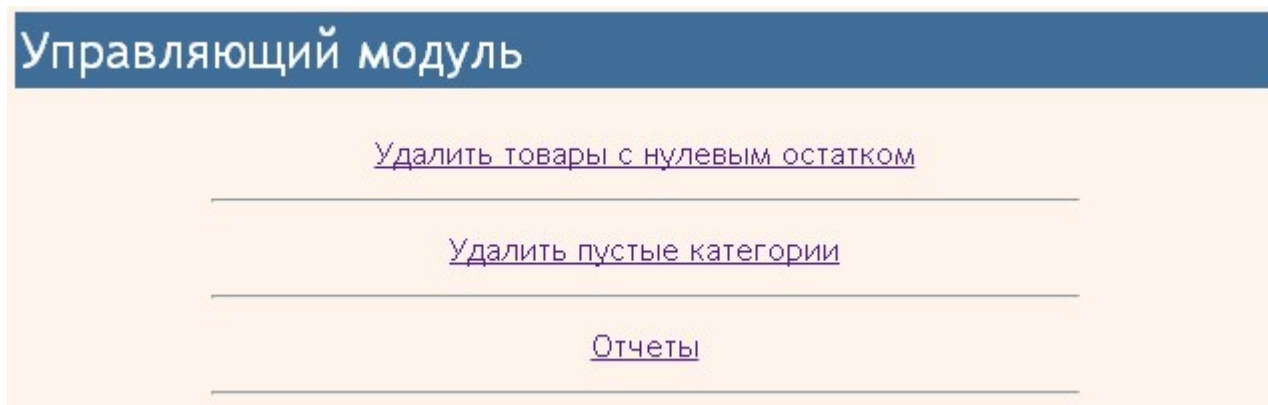 Управляющий модуль
Удалить товары с нулевым остатком
Удалить пустые категории
Отчеты